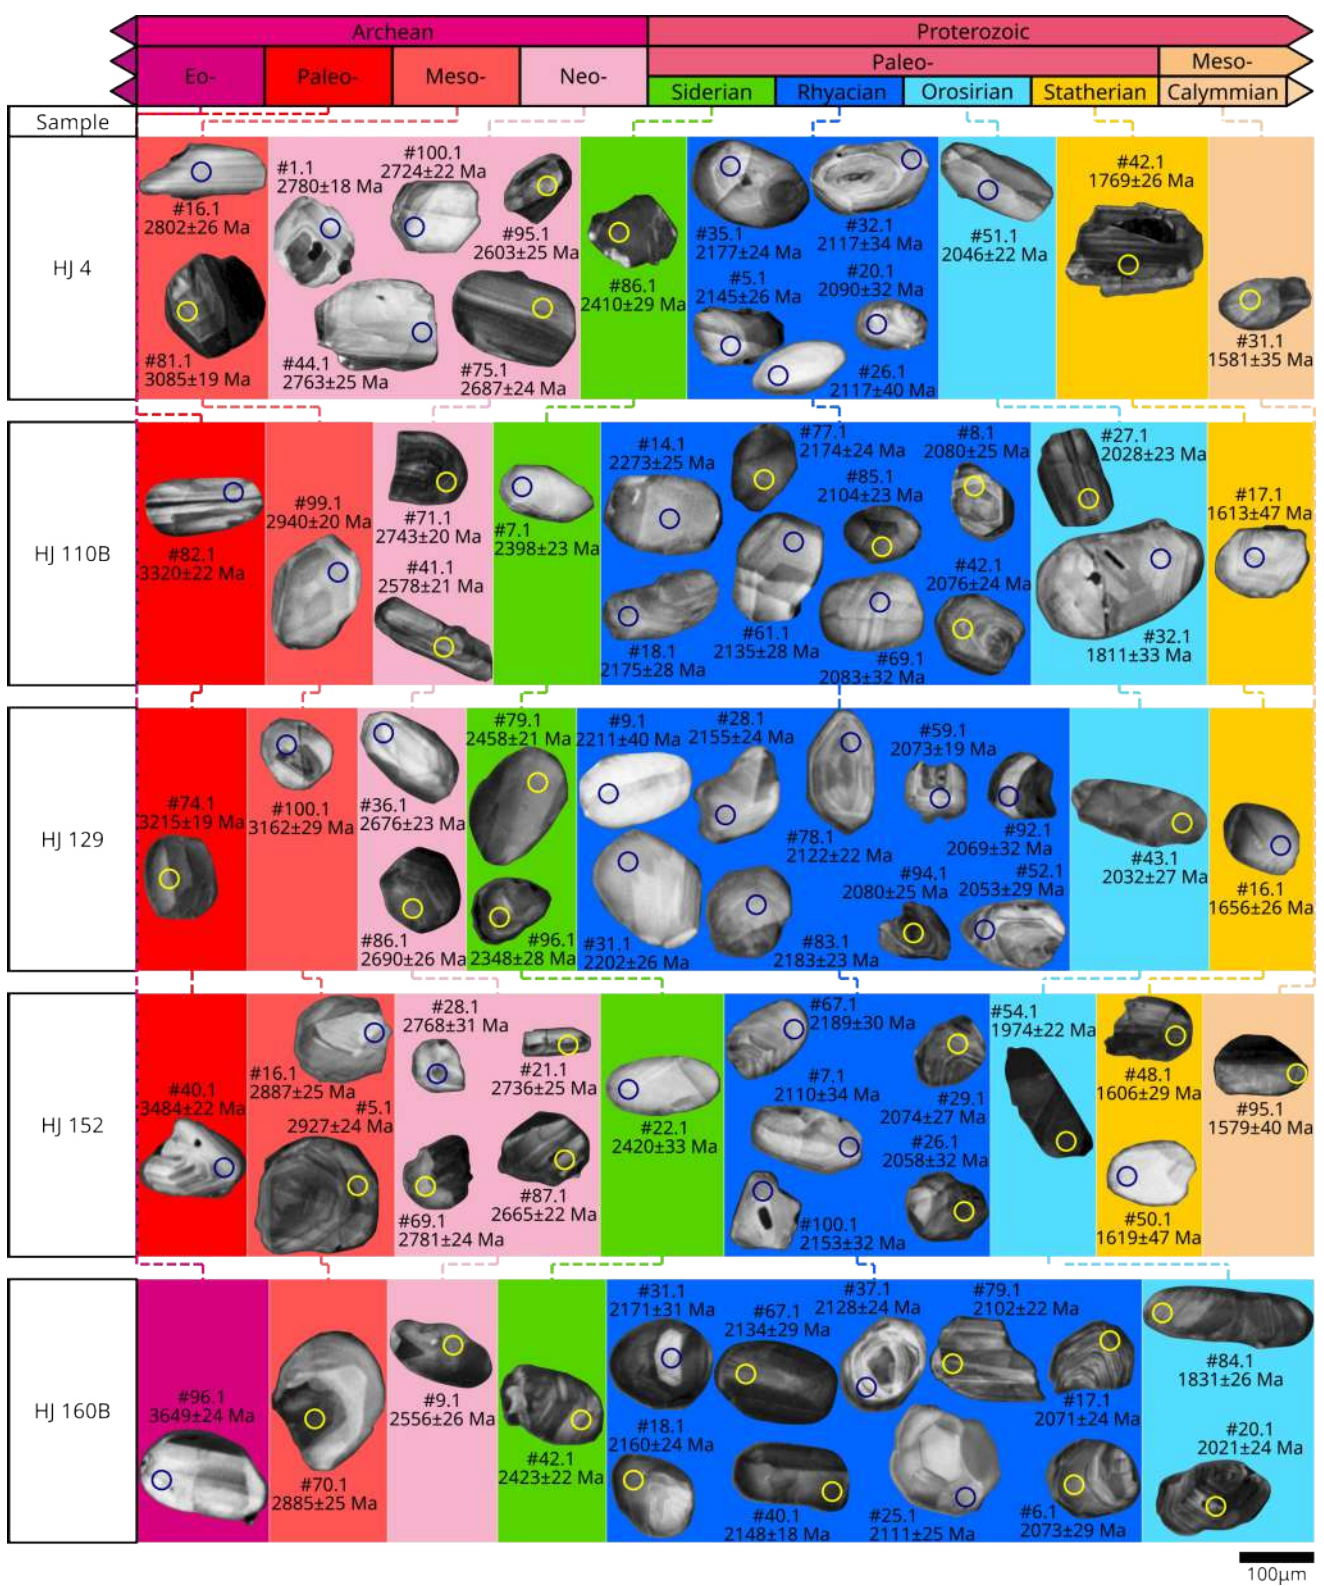 Archean
Proterozoic
Eo-
Paleo-
Meso-
Neo-
Paleo-
Meso-
Siderian
Rhyacian
Orosirian
Statherian
Calymmian
Sample
HJ 4
#16.1
2802±26 Ma
#81.1
3085±19 Ma
#1.1
2780±18 Ma
#100.1
2724±22 Ma
#95.1
2603±25 Ma
#44.1
2763±25 Ma
#75.1
2687±24 Ma
#86.1
2410±29 Ma
#35.1
2177±24 Ma
#32.1
2117±34 Ma
#5.1
2145±26 Ma
#20.1
2090±32 Ma
#26.1
2117±40 Ma
#51.1
2046±22 Ma
#42.1
1769±26 Ma
#31.1
1581±35 Ma
HJ 110B
#82.1
3320±22 Ma
#99.1
2940±20 Ma
#71.1
2743±20 Ma
#41.1
2578±21 Ma
#7.1
2398±23 Ma
#14.1
2273±25 Ma
#18.1
2175±28 Ma
#77.1
2174±24 Ma
#85.1
2104±23 Ma
#61.1
2135±28 Ma
#69.1
2083±32 Ma
#8.1
2080±25 Ma
#42.1
2076±24 Ma
#27.1
2028±23 Ma
#32.1
1811±33 Ma
#17.1
1613±47 Ma
HJ 129
#74.1
3215±19 Ma
#100.1
3162±29 Ma
#36.1
2676±23 Ma
#86.1
2690±26 Ma
#79.1
2458±21 Ma
#96.1
2348±28 Ma
#9.1
2211±40 Ma
#31.1
2202±26 Ma
#28.1
2155±24 Ma
#78.1
2122±22 Ma
#83.1
2183±23 Ma
#59.1
2073±19 Ma
#92.1
2069±32 Ma
#94.1
2080±25 Ma
#52.1
2053±29 Ma
#43.1
2032±27 Ma
#16.1
1656±26 Ma
HJ 152
#40.1
3484±22 Ma
#16.1
2887±25 Ma
#5.1
2927±24 Ma
#28.1
2768±31 Ma
#21.1
2736±25 Ma
#69.1
2781±24 Ma
#87.1
2665±22 Ma
#22.1
2420±33 Ma
#67.1
2189±30 Ma
#7.1
2110±34 Ma
#29.1
2074±27 Ma
#26.1
2058±32 Ma
#100.1
2153±32 Ma
#54.1
1974±22 Ma
#48.1
1606±29 Ma
#50.1
1619±47 Ma
#95.1
1579±40 Ma
HJ 160B
#96.1
3649±24 Ma
#70.1
2885±25 Ma
#9.1
2556±26 Ma
#42.1
2423±22 Ma
#31.1
2171±31 Ma
#18.1
2160±24 Ma
#67.1
2134±29 Ma
#40.1
2148±18 Ma
#37.1
2128±24 Ma
#25.1
2111±25 Ma
#79.1
2102±22 Ma
#17.1
2071±24 Ma
#6.1
2073±29 Ma
#84.1
1831±26 Ma
#20.1
2021±24 Ma
100μm